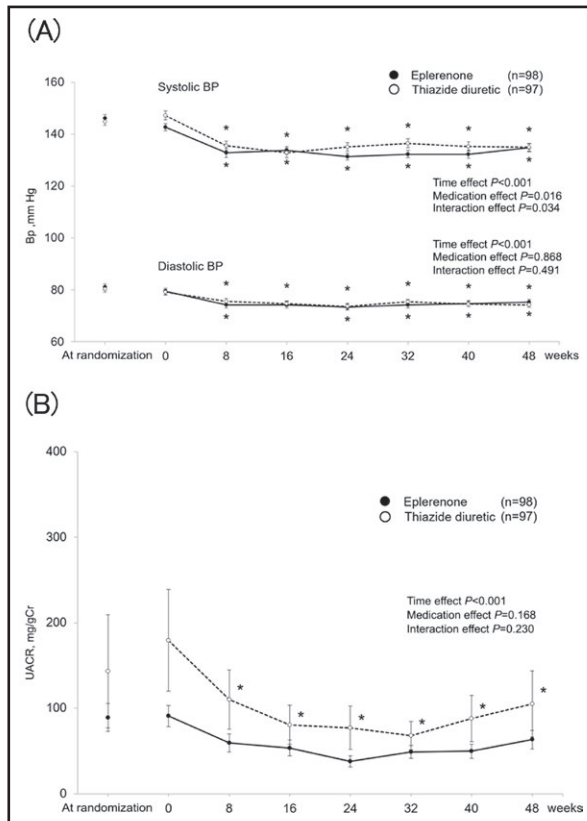 (A)
160
140
120
100
80
60
Bp ,mm Hg
Systolic BP
Eplerenone (n=98)
Thiazide diuretic (n=97)
* * * * * *
* * * * * *
Time effect P<0.001
Medication effect P=0.016
Interaction effect P=0.034
Time effect P<0.001
Medication effect P=0.868
Interaction effect P=0.491
Diastolic BP
* * * * * *
* * * * * *
At randomization 0 8 16 24 32 40 48 weeks
(B)
400
300
200
100
0
UACR, mg/gCr
Eplerenone (n=98)
Thiazide diuretic (n=97)
Time effect P<0.001
Medication effect P=0.168
Interaction effect P=0.230
* * * * * *
At randomization 0 8 16 24 32 40 48 weeks